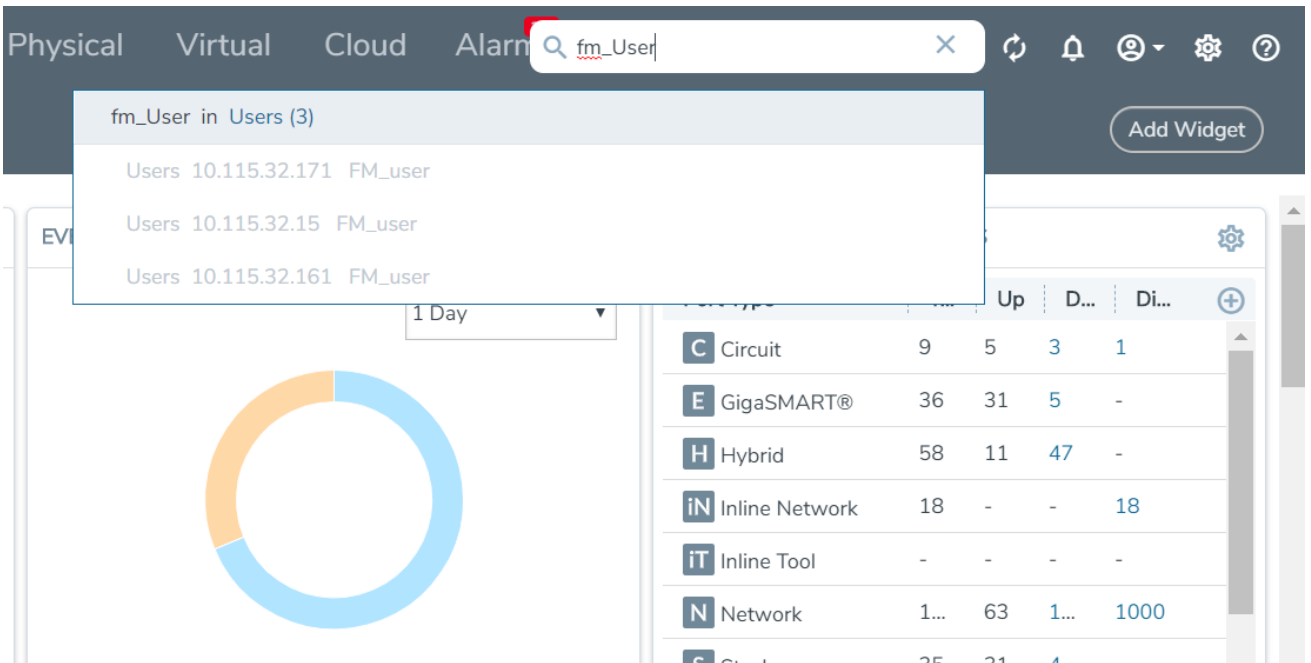 Physical Virtual Cloud Alarm
fm_User
fm_User in Users (3)
Add Widget
Users 10.115.32.171 FM_user
Users 10.115.32.15 FM_user
Users 10.115.32.161 FM_user
1 Day
Up D... Di...
C Circuit 9 5 3 1
E GigaSMART® 36 31 5 -
H Hybrid 58 11 47 -
iN Inline Network 18 - - 18
iT Inline Tool - - - -
N Network 1... 63 1... 1000